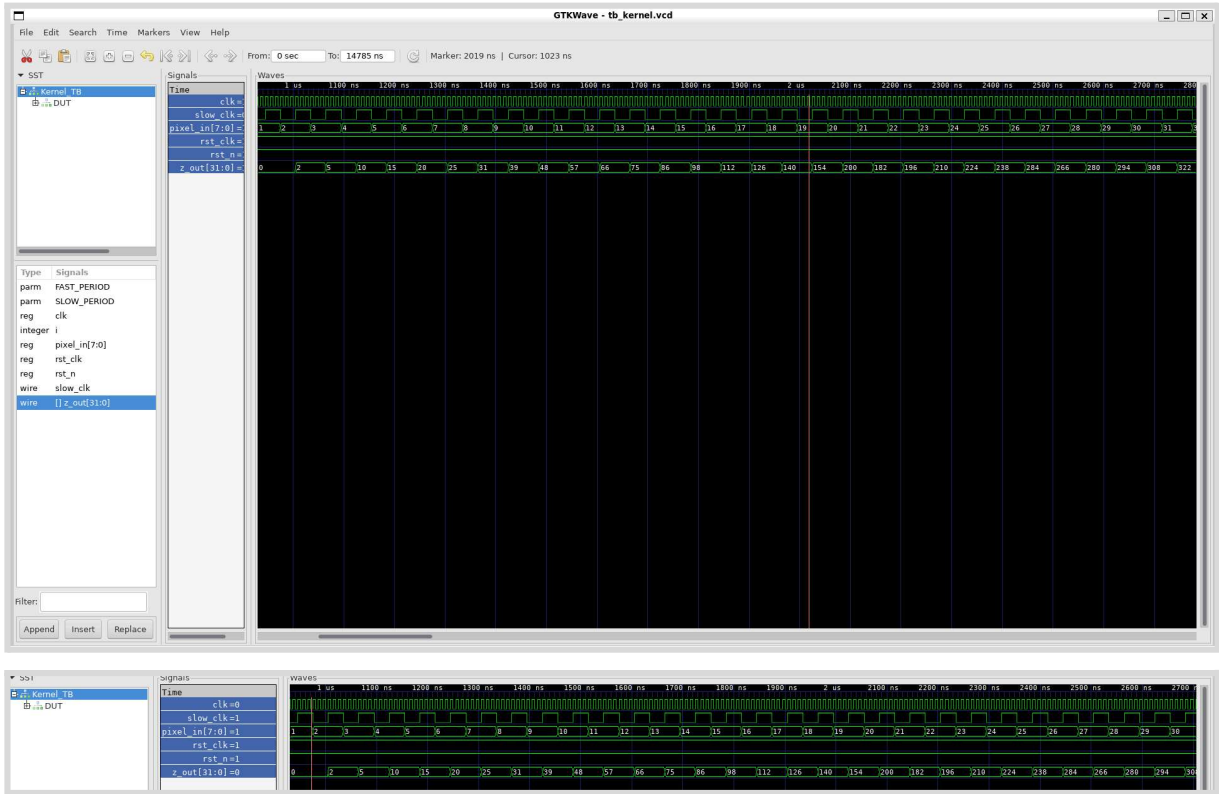 GTKWave - tb_kernel.vcd
File Edit Search Time Markers View Help
From: 0 sec To: 14785 ns Marker: 2019 ns | Cursor: 1023 ns
SST
Kernel_TB
DUT
Type Signals
parm FAST_PERIOD
parm SLOW_PERIOD
reg clk
integer i
reg pixel_in[7:0]
reg rst_clk
reg rst_n
wire slow_clk
wire [] z_out[31:0]
Filter:
Append Insert Replace
Signals
Time
clk=
slow_clk=
pixel_in[7:0]=
rst_clk=
rst_n=
z_out[31:0]=
Waves
1 us 1100 ns 1200 ns 1300 ns 1400 ns 1500 ns 1600 ns 1700 ns 1800 ns 1900 ns 2 us 2100 ns 2200 ns 2300 ns 2400 ns 2500 ns 2600 ns 2700 ns 280
1 2 3 4 5 6 7 8 9 10 11 12 13 14 15 16 17 18 19 20 21 22 23 24 25 26 27 28 29 30 31
0 2 5 10 15 20 25 31 39 48 57 66 75 86 98 112 126 140 154 200 182 196 210 224 238 284 266 280 294 308 322
SST
Kernel_TB
DUT
Signals
Time
clk=0
slow_clk=1
pixel_in[7:0]=1
rst_clk=1
rst_n=1
z_out[31:0]=0
Waves
1 us 1100 ns 1200 ns 1300 ns 1400 ns 1500 ns 1600 ns 1700 ns 1800 ns 1900 ns 2 us 2100 ns 2200 ns 2300 ns 2400 ns 2500 ns 2600 ns 2700
1 2 3 4 5 6 7 8 9 10 11 12 13 14 15 16 17 18 19 20 21 22 23 24 25 26 27 28 29 30
0 2 5 10 15 20 25 31 39 48 57 66 75 86 98 112 126 140 154 200 182 196 210 224 238 284 266 280 294 308